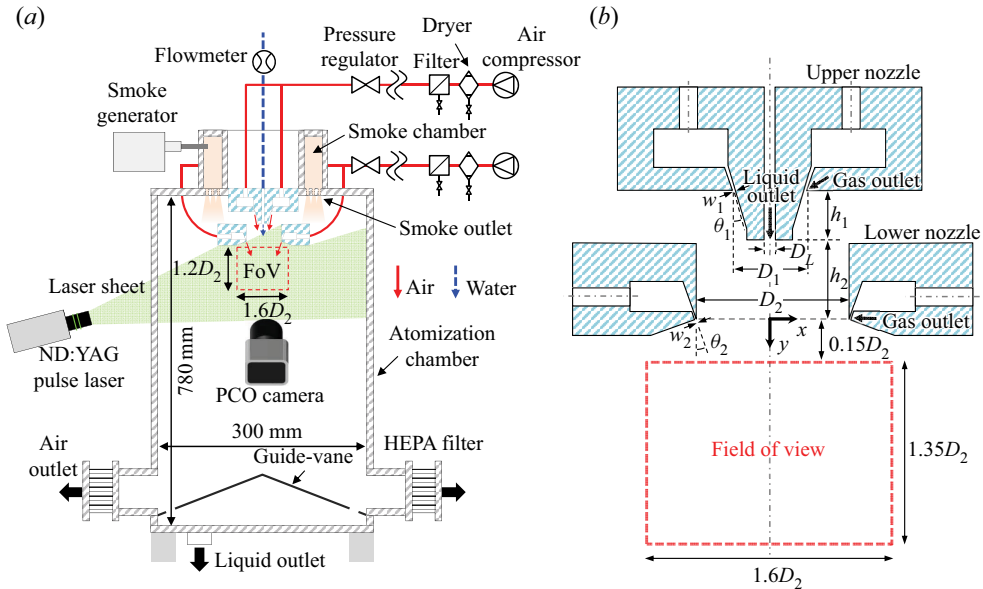 (a)
Flowmeter
Pressure
regulator
Filter
Dryer
Air
compressor
Smoke
generator
Smoke chamber
Smoke outlet
1.2D₂
FoV
1.6D₂
Air
Water
Laser sheet
ND:YAG
pulse laser
PCO camera
Atomization
chamber
780 mm
300 mm
Guide-vane
HEPA filter
Air
outlet
Liquid outlet
(b)
Upper nozzle
Liquid
outlet
Gas outlet
w₁
θ₁
h₁
D_L
D₁
h₂
Lower nozzle
D₂
Gas outlet
w₂
θ₂
x
y
0.15D₂
Field of view
1.35D₂
1.6D₂